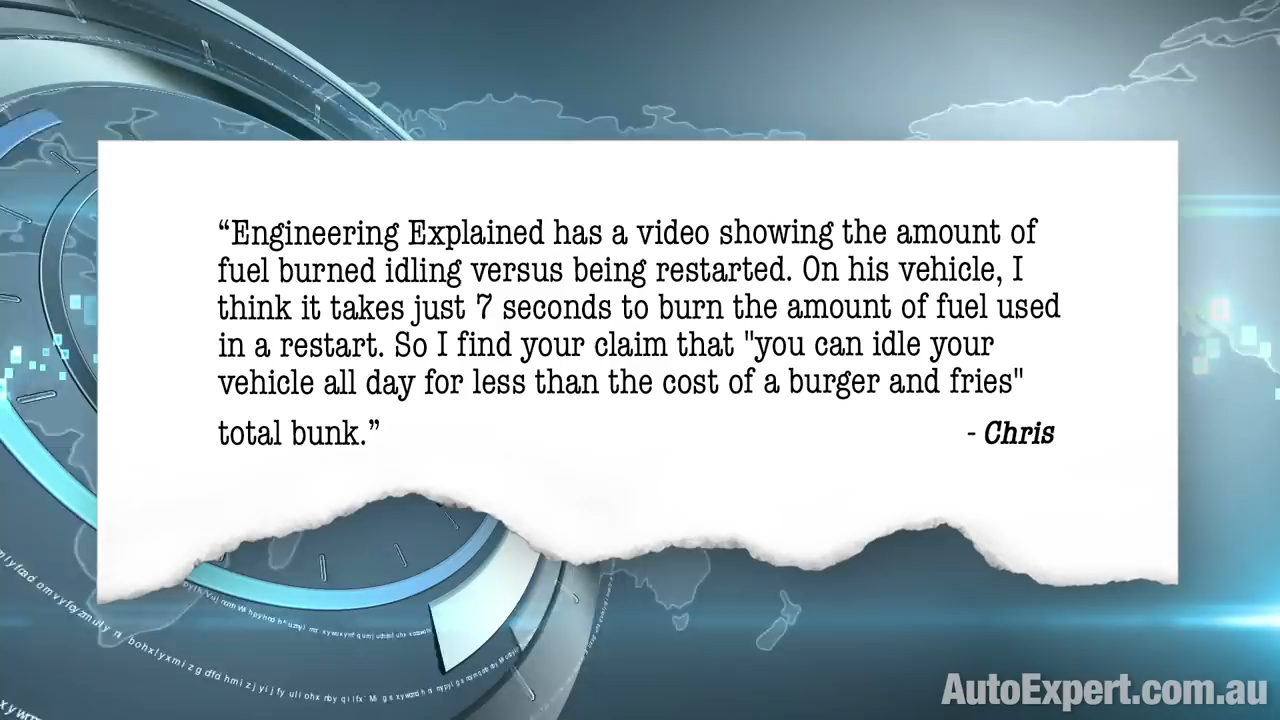 “Engineering Explained has a video showing the amount of
fuel burned idling versus being restarted. On his vehicle, I
think it takes just 7 seconds to burn the amount of fuel used
in a restart. So I find your claim that "you can idle your
vehicle all day for less than the cost of a burger and fries"
total bunk.” - Chris
AutoExpert.com.au